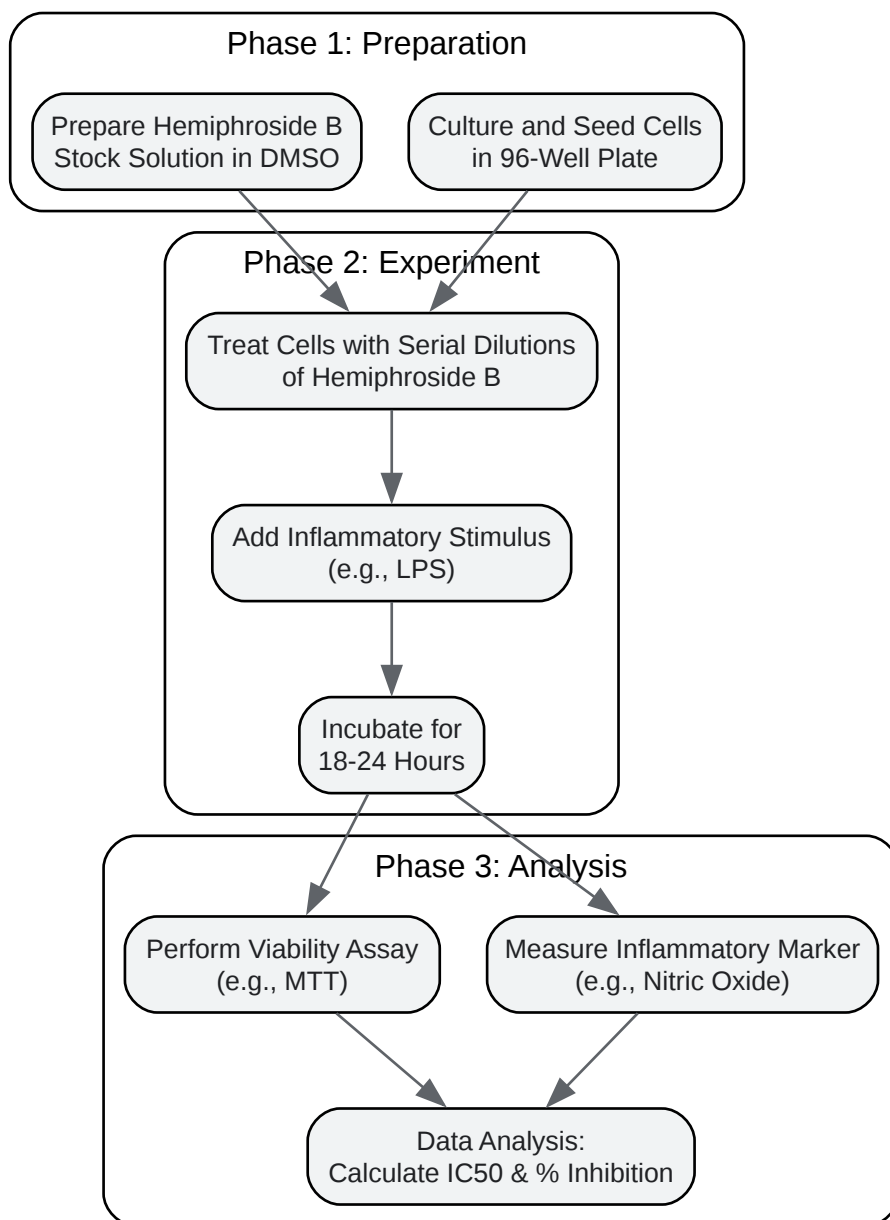 Phase 1: Preparation
Prepare Hemiphroside B
Stock Solution in DMSO
Culture and Seed Cells
in 96-Well Plate
Phase 2: Experiment
Treat Cells with Serial Dilutions
of Hemiphroside B
Add Inflammatory Stimulus
(e.g., LPS)
Incubate for
18-24 Hours
Phase 3: Analysis
Perform Viability Assay
(e.g., MTT)
Measure Inflammatory Marker
(e.g., Nitric Oxide)
Data Analysis:
Calculate IC50 & % Inhibition